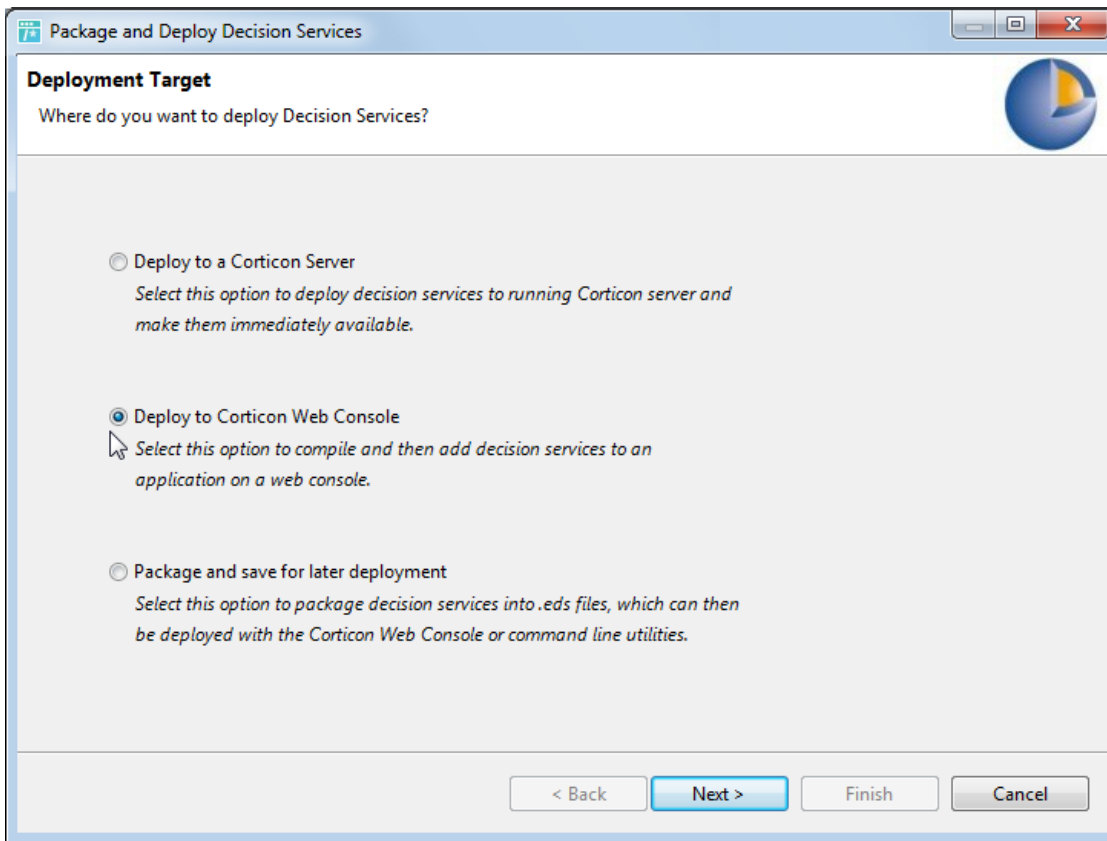 Package and Deploy Decision Services
Deployment Target
Where do you want to deploy Decision Services?
Deploy to a Corticon Server
Select this option to deploy decision services to running Corticon server and
make them immediately available.
Deploy to Corticon Web Console
Select this option to compile and then add decision services to an
application on a web console.
Package and save for later deployment
Select this option to package decision services into .eds files, which can then
be deployed with the Corticon Web Console or command line utilities.
< Back Next > Finish Cancel